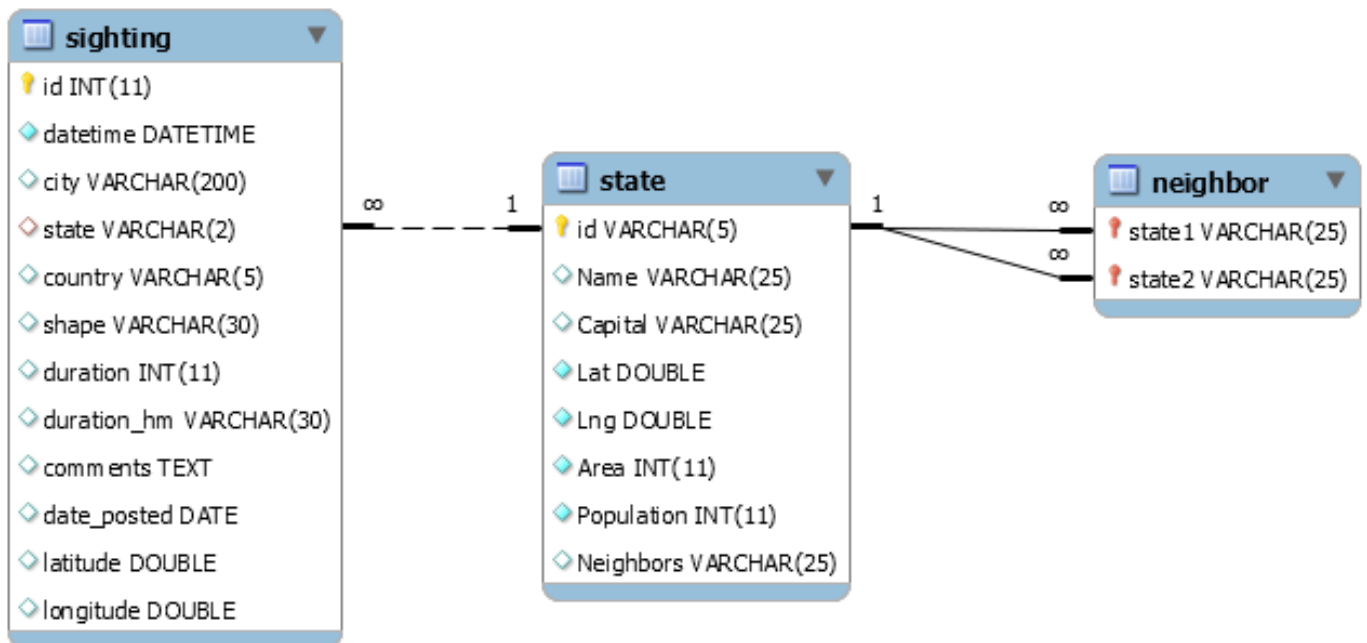 sighting
id INT(11)
datetime DATETIME
city VARCHAR(200)
state VARCHAR(2)
country VARCHAR(5)
shape VARCHAR(30)
duration INT(11)
duration_hm VARCHAR(30)
comments TEXT
date_posted DATE
latitude DOUBLE
longitude DOUBLE
∞
1
state
id VARCHAR(5)
Name VARCHAR(25)
Capital VARCHAR(25)
Lat DOUBLE
Lng DOUBLE
Area INT(11)
Population INT(11)
Neighbors VARCHAR(25)
1
∞
∞
neighbor
state1 VARCHAR(25)
state2 VARCHAR(25)